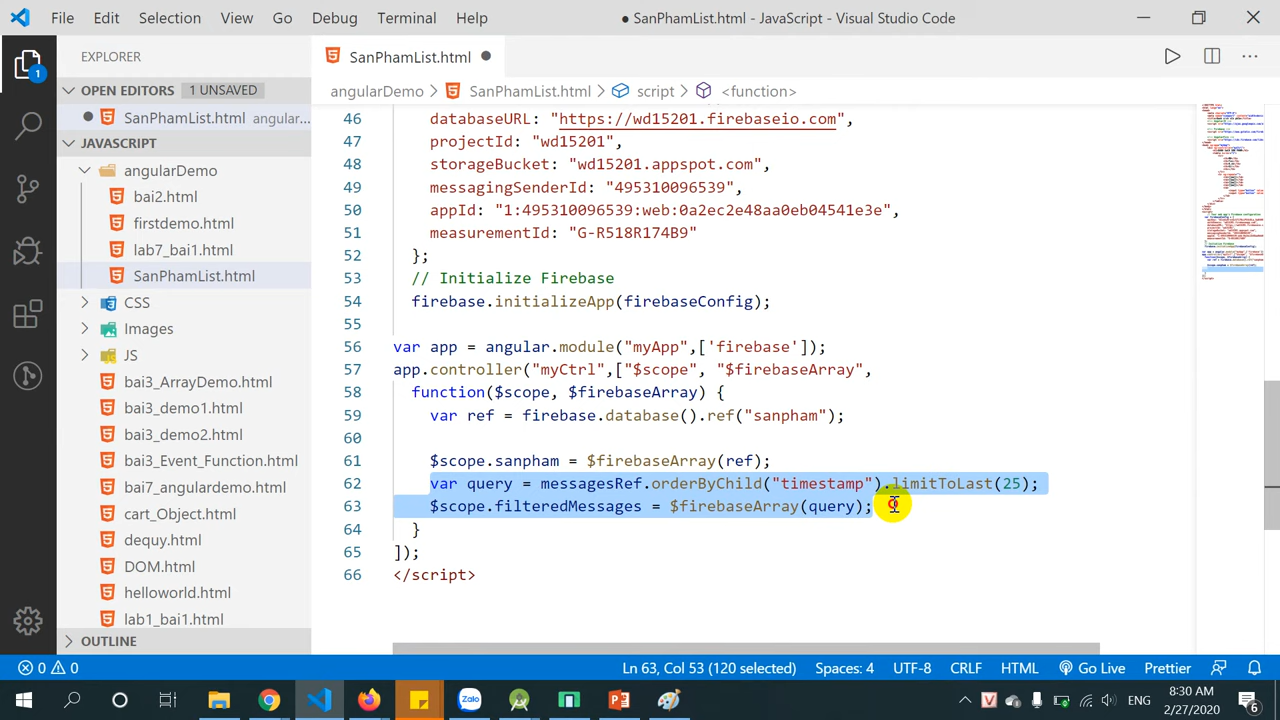 File Edit Selection View Go Debug Terminal Help
● SanPhamList.html - JavaScript - Visual Studio Code
EXPLORER
OPEN EDITORS 1 UNSAVED
SanPhamList.html angular...
JAVASCRIPT
angularDemo
bai2.html
firstdemo.html
lab7_bai1.html
SanPhamList.html
CSS
Images
JS
bai3_ArrayDemo.html
bai3_demo1.html
bai3_demo2.html
bai3_Event_Function.html
bai7_angulardemo.html
cart_Object.html
dequy.html
DOM.html
helloworld.html
lab1_bai1.html
OUTLINE
1
SanPhamList.html
angularDemo > SanPhamList.html > script > <function>
46 databaseURL: "https://wd15201.firebaseio.com",
47 projectId: "wd15201",
48 storageBucket: "wd15201.appspot.com",
49 messagingSenderId: "495310096539",
50 appId: "1:495310096539:web:0a2ec2e48aa0eb04541e3e",
51 measurementId: "G-RS18R174B9"
52 };
53 // Initialize Firebase
54 firebase.initializeApp(firebaseConfig);
55
56 var app = angular.module("myApp",['firebase']);
57 app.controller("myCtrl",["$scope", "$firebaseArray",
58 function($scope, $firebaseArray) {
59 var ref = firebase.database().ref("sanpham");
60
61 $scope.sanpham = $firebaseArray(ref);
62 var query = messagesRef.orderByChild("timestamp").limitToLast(25);
63 $scope.filteredMessages = $firebaseArray(query);
64 }
65 ]);
66 </script>
0 0 Ln 63, Col 53 (120 selected) Spaces: 4 UTF-8 CRLF HTML Go Live Prettier
Zalo ENG 8:30 AM
2/27/2020 6